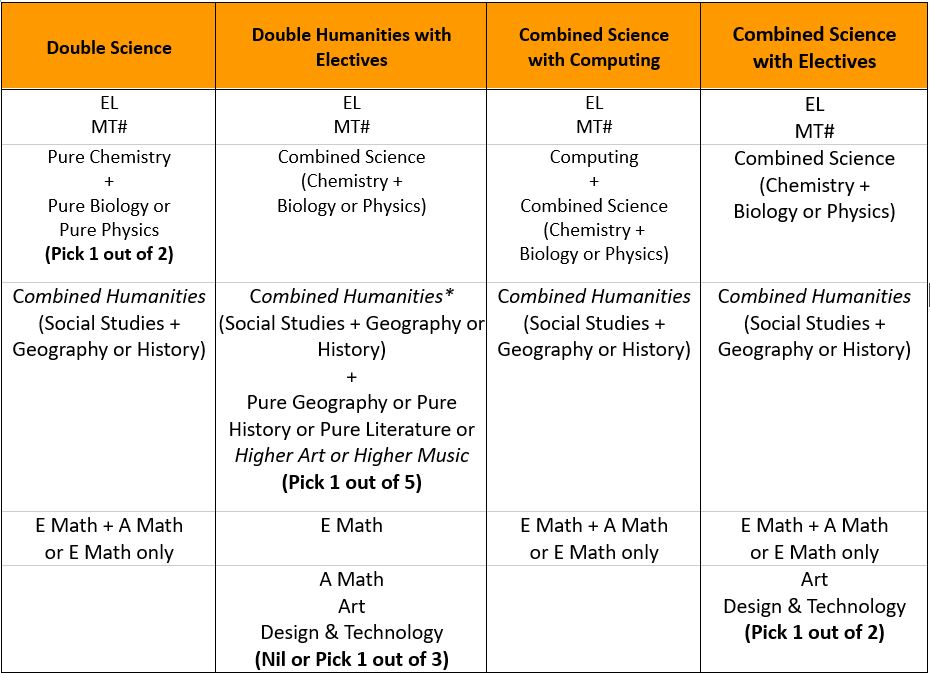 Double Science
Double Humanities with
Electives
Combined Science
with Computing
Combined Science
with Electives
EL
MT#
EL
MT#
EL
MT#
EL
MT#
Pure Chemistry
+
Pure Biology or
Pure Physics
(Pick 1 out of 2)
Combined Science
(Chemistry +
Biology or Physics)
Computing
+
Combined Science
(Chemistry +
Biology or Physics)
Combined Science
(Chemistry +
Biology or Physics)
Combined Humanities
(Social Studies +
Geography or History)
Combined Humanities*
(Social Studies + Geography or
History)
+
Pure Geography or Pure
History or Pure Literature or
Higher Art or Higher Music
(Pick 1 out of 5)
Combined Humanities
(Social Studies +
Geography or History)
Combined Humanities
(Social Studies +
Geography or History)
E Math + A Math
or E Math only
E Math
E Math + A Math
or E Math only
E Math + A Math
or E Math only
A Math
Art
Design & Technology
(Nil or Pick 1 out of 3)
Art
Design & Technology
(Pick 1 out of 2)